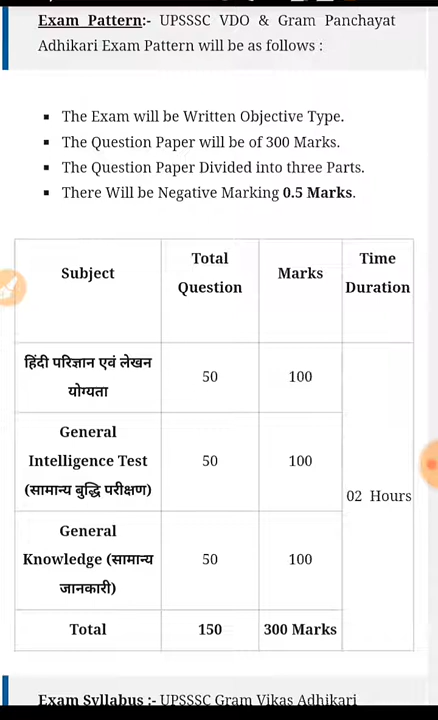 Exam Pattern:- UPSSSC VDO & Gram Panchayat
Adhikari Exam Pattern will be as follows :
▪ The Exam will be Written Objective Type.
▪ The Question Paper will be of 300 Marks.
▪ The Question Paper Divided into three Parts.
▪ There Will be Negative Marking 0.5 Marks.
Subject
Total
Question
Marks
Time
Duration
हिंदी परिज्ञान एवं लेखन
योग्यता
50
100
General
Intelligence Test
(सामान्य बुद्धि परीक्षण)
50
100
02 Hours
General
Knowledge (सामान्य
जानकारी)
50
100
Total
150
300 Marks
Exam Syllabus :- UPSSSC Gram Vikas Adhikari